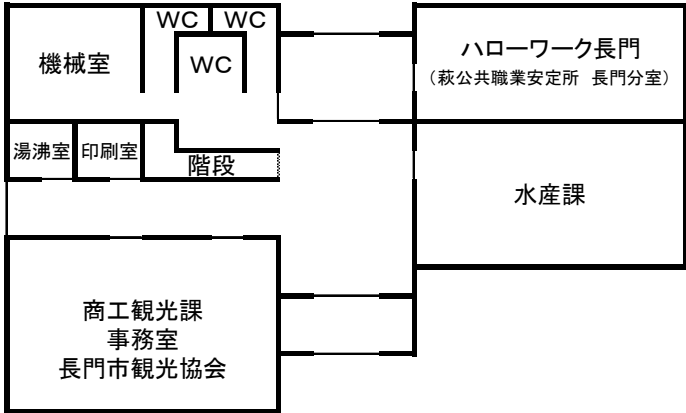 WC WC
機械室
WC
ハローワーク長門
（萩公共職業安定所　長門分室）
湯沸室
印刷室
階段
水産課
商工観光課
事務室
長門市観光協会